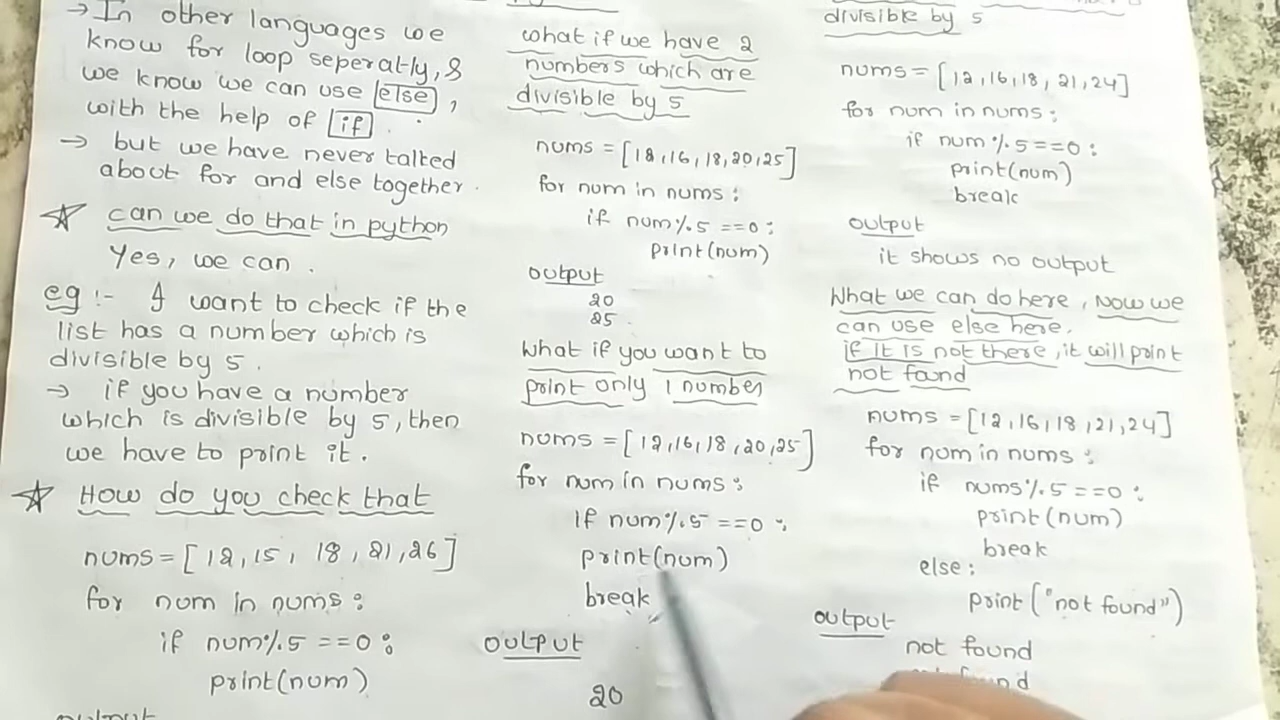 → In other languages we
know for loop seperatly, &
we know we can use else,
with the help of if.
→ but we have never talted
about for and else together.
☆ can we do that in python
Yes, we can.
eg :- I want to check if the
list has a number which is
divisible by 5.
→ if you have a number
which is divisible by 5, then
we have to print it.
☆ How do you check that
nums = [12, 15, 18, 21, 26]
for num in nums:
if num%5 ==0:
print(num)
output
what if we have 2
numbers which are
divisible by 5
nums = [18,16,18,20,25]
for num in nums:
if num%5 ==0:
print(num)
output
20
25
What if you want to
print only 1 number
nums = [12,16,18,20,25]
for num in nums:
If num%5 ==0:
print(num)
break
output
20
divisible by 5
nums = [12,16,18, 21,24]
for num in nums:
if num%5==0:
print(num)
break
output
it shows no output
What we can do here, Now we
can use else here.
if it is not there, it will print
not found
nums = [12,16,18,21,24]
for num in nums:
if nums%5==0:
print(num)
break
else:
print("not found")
output
not found